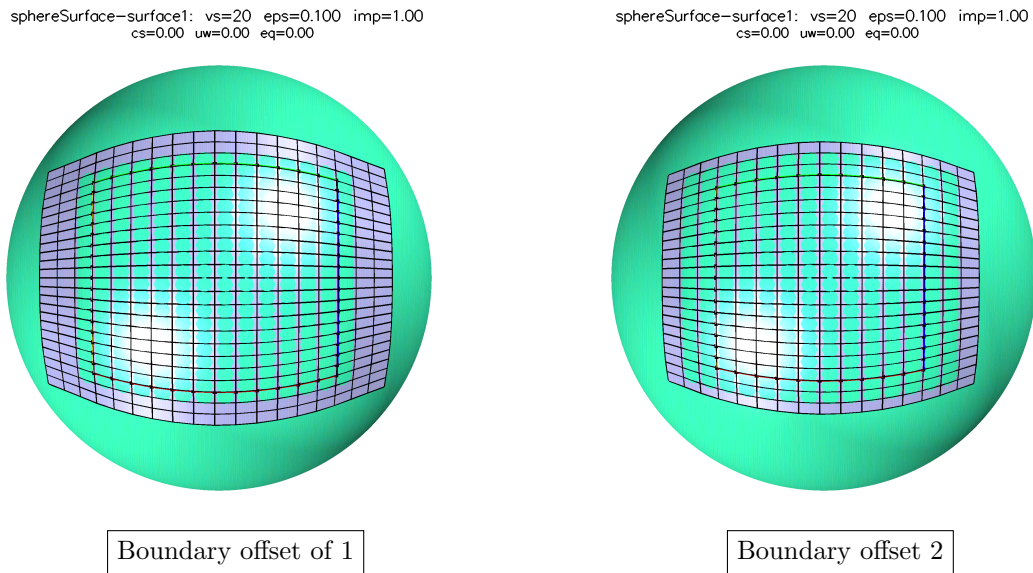 sphereSurface-surface1: vs=20 eps=0.100 imp=1.00
cs=0.00 uw=0.00 eq=0.00
Boundary offset of 1
sphereSurface-surface1: vs=20 eps=0.100 imp=1.00
cs=0.00 uw=0.00 eq=0.00
Boundary offset 2